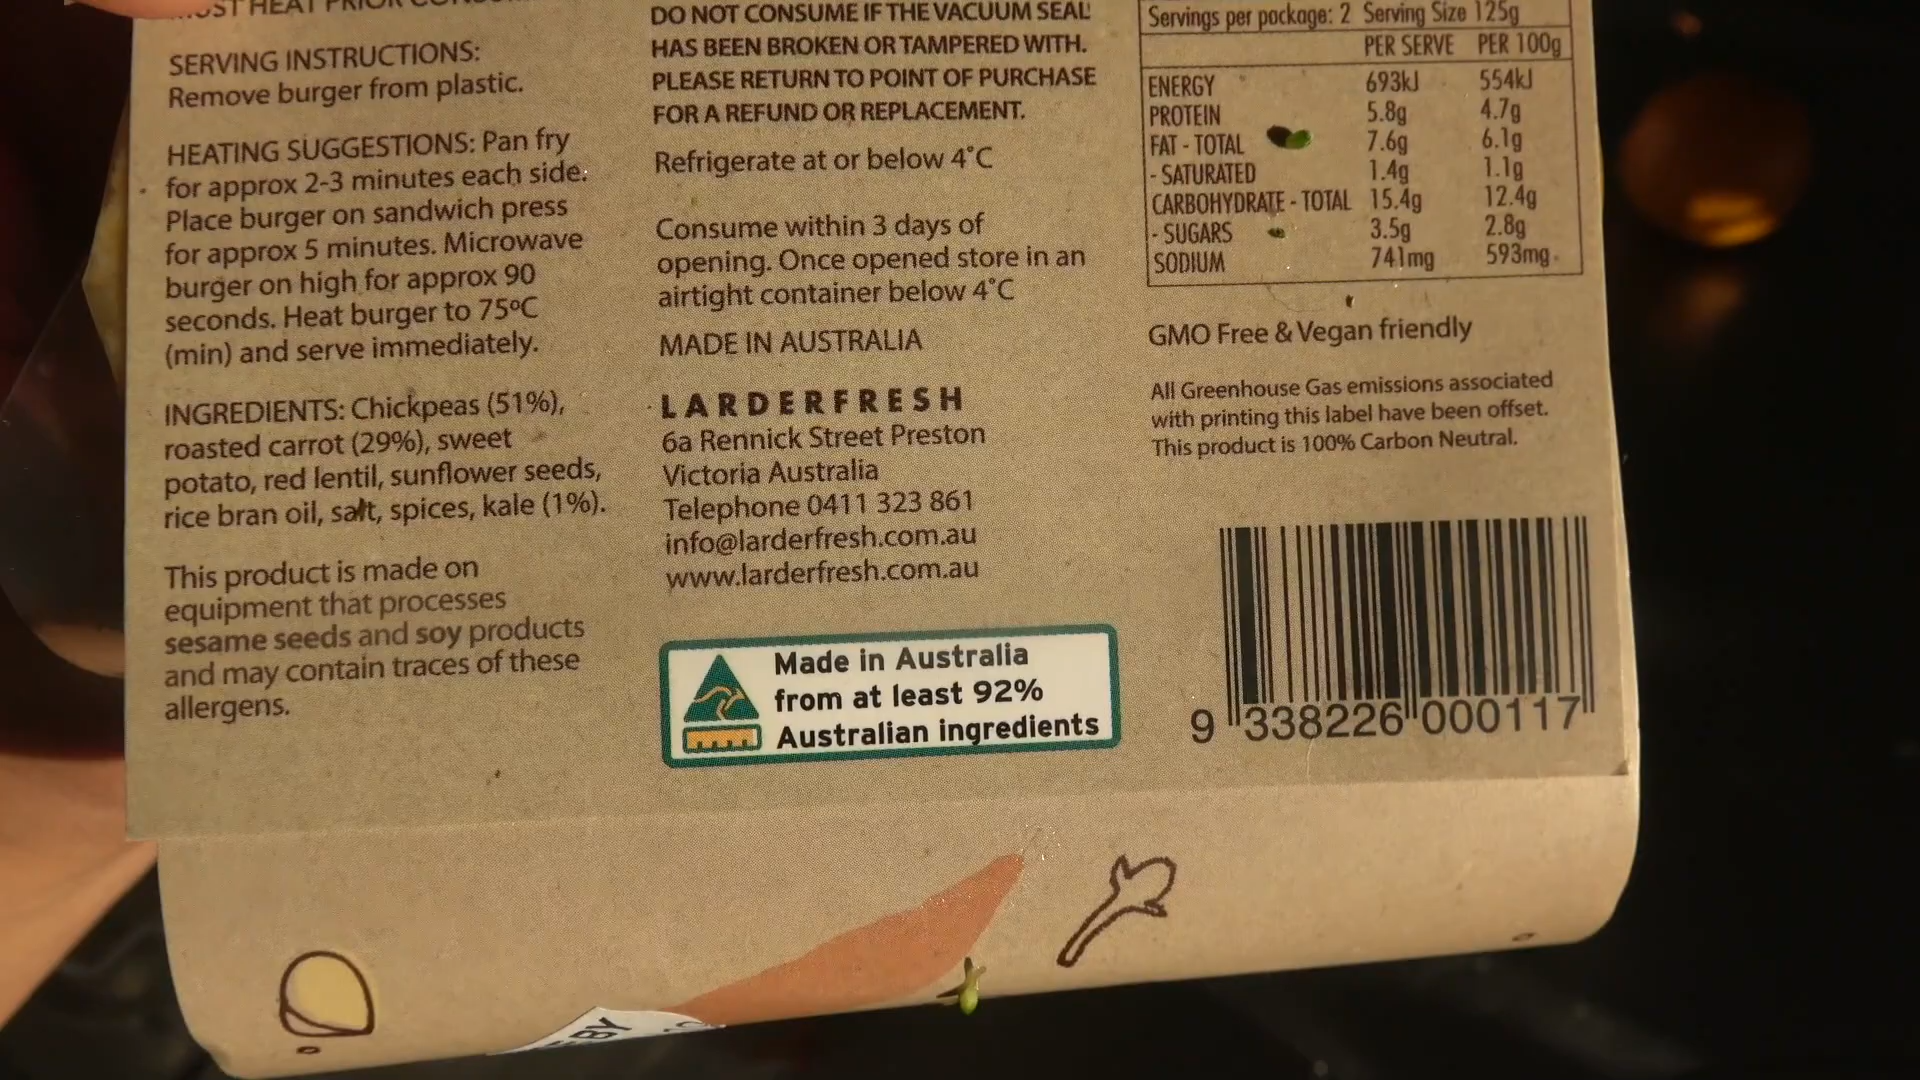 SERVING INSTRUCTIONS:
Remove burger from plastic.
HEATING SUGGESTIONS: Pan fry
for approx 2-3 minutes each side.
Place burger on sandwich press
for approx 5 minutes. Microwave
burger on high for approx 90
seconds. Heat burger to 75ºC
(min) and serve immediately.
INGREDIENTS: Chickpeas (51%),
roasted carrot (29%), sweet
potato, red lentil, sunflower seeds,
rice bran oil, salt, spices, kale (1%).
This product is made on
equipment that processes
sesame seeds and soy products
and may contain traces of these
allergens.
DO NOT CONSUME IF THE VACUUM SEAL
HAS BEEN BROKEN OR TAMPERED WITH.
PLEASE RETURN TO POINT OF PURCHASE
FOR A REFUND OR REPLACEMENT.
Refrigerate at or below 4°C
Consume within 3 days of
opening. Once opened store in an
airtight container below 4°C
MADE IN AUSTRALIA
LARDERFRESH
6a Rennick Street Preston
Victoria Australia
Telephone 0411 323 861
info@larderfresh.com.au
www.larderfresh.com.au
Made in Australia
from at least 92%
Australian ingredients
Servings per package: 2 Serving Size 125g
PER SERVE PER 100g
ENERGY 693kJ 554kJ
PROTEIN 5.8g 4.7g
FAT - TOTAL 7.6g 6.1g
- SATURATED 1.4g 1.1g
CARBOHYDRATE - TOTAL 15.4g 12.4g
- SUGARS 3.5g 2.8g
SODIUM 741mg 593mg
GMO Free & Vegan friendly
All Greenhouse Gas emissions associated
with printing this label have been offset.
This product is 100% Carbon Neutral.
9 338226 000117
BY